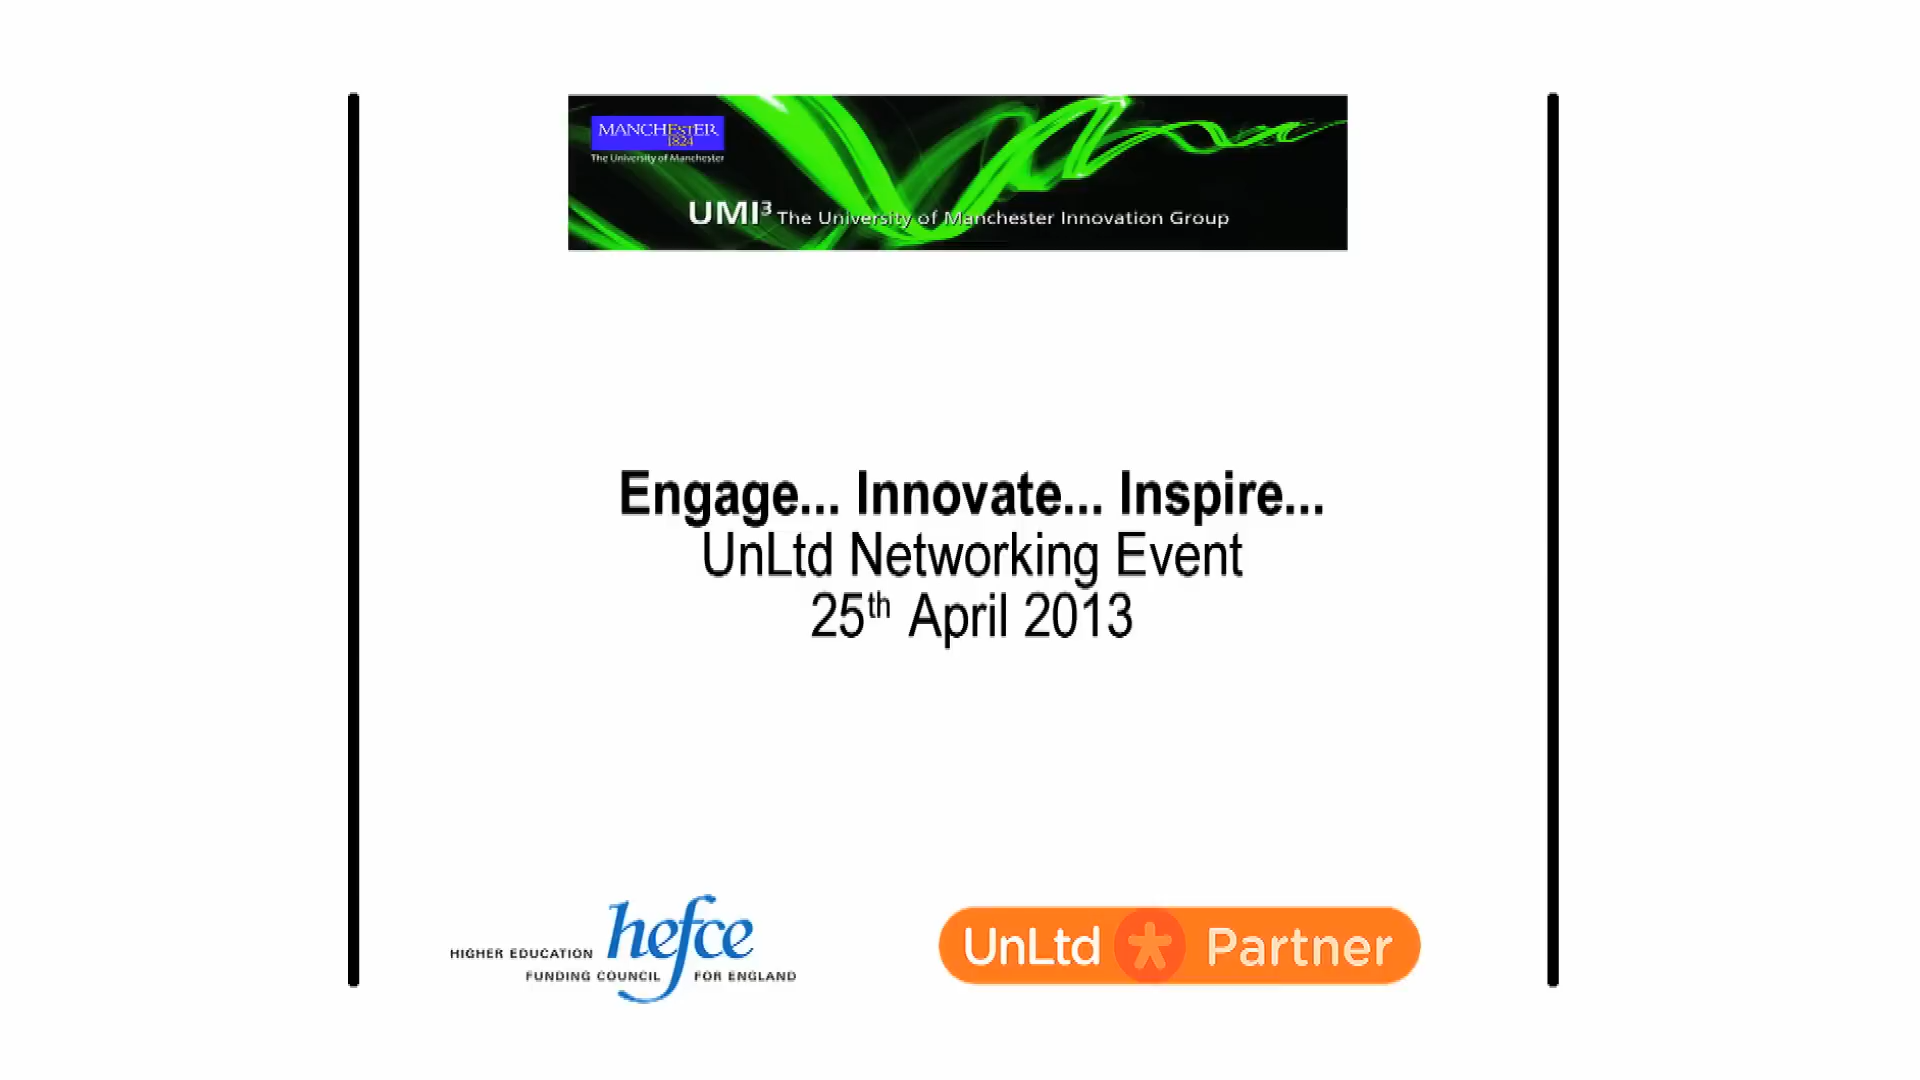 MANCHESTER
1824
The University of Manchester
UMI³ The University of Manchester Innovation Group
Engage... Innovate... Inspire...
UnLtd Networking Event
25th April 2013
hefce
HIGHER EDUCATION
FUNDING COUNCIL FOR ENGLAND
UnLtd Partner